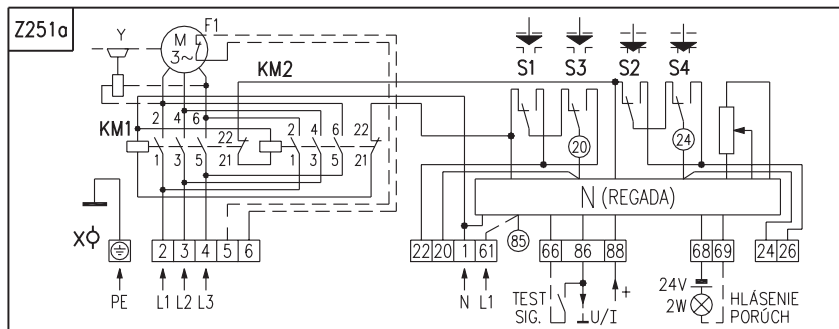 Z251a
Y
M
3~
F1
KM2
S1 S3 S2 S4
KM1
2 4 6 22
1 3 5 21
2 4 6 22
1 3 5 21
20
24
N (REGADA)
85
2 3 4 5 6
22 20 1 61
66 86 88
68 69
24 26
PE L1 L2 L3
N L1
TEST
SIG.
U/I
+
24V
2W
HLÁSENIE
PORÚCH